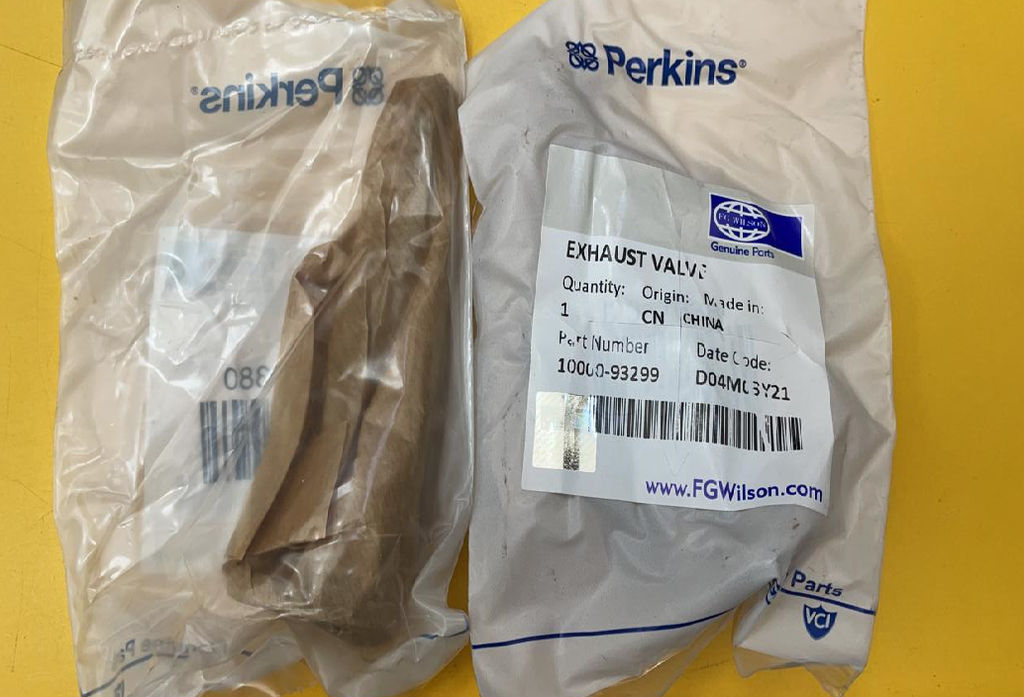 Perkins®
380
Perkins®
FG WILSON
Genuine Parts
EXHAUST VALVE
Quantity: Origin: Made in:
1 CN CHINA
Part Number Date Code:
10000-93299 D04M03Y21
www.FGWilson.com
Parts
VCI